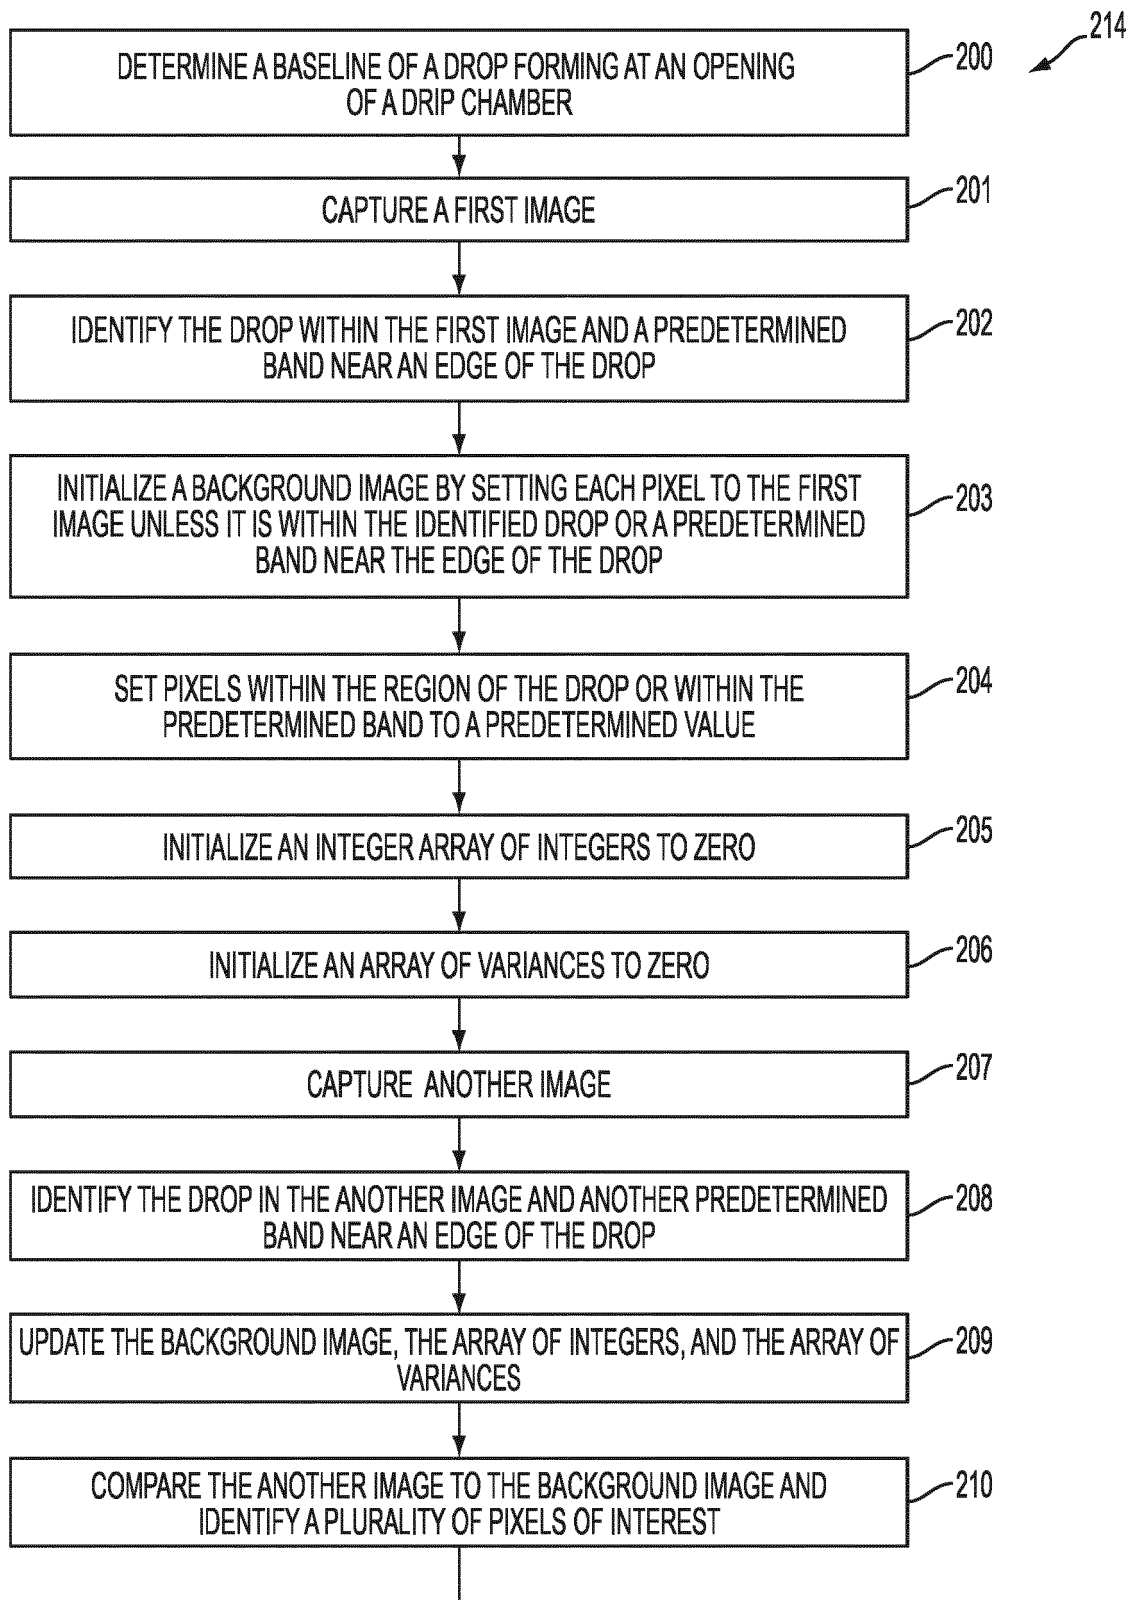 214
DETERMINE A BASELINE OF A DROP FORMING AT AN OPENING
OF A DRIP CHAMBER
200
CAPTURE A FIRST IMAGE
201
IDENTIFY THE DROP WITHIN THE FIRST IMAGE AND A PREDETERMINED
BAND NEAR AN EDGE OF THE DROP
202
INITIALIZE A BACKGROUND IMAGE BY SETTING EACH PIXEL TO THE FIRST
IMAGE UNLESS IT IS WITHIN THE IDENTIFIED DROP OR A PREDETERMINED
BAND NEAR THE EDGE OF THE DROP
203
SET PIXELS WITHIN THE REGION OF THE DROP OR WITHIN THE
PREDETERMINED BAND TO A PREDETERMINED VALUE
204
INITIALIZE AN INTEGER ARRAY OF INTEGERS TO ZERO
205
INITIALIZE AN ARRAY OF VARIANCES TO ZERO
206
CAPTURE ANOTHER IMAGE
207
IDENTIFY THE DROP IN THE ANOTHER IMAGE AND ANOTHER PREDETERMINED
BAND NEAR AN EDGE OF THE DROP
208
UPDATE THE BACKGROUND IMAGE, THE ARRAY OF INTEGERS, AND THE ARRAY OF
VARIANCES
209
COMPARE THE ANOTHER IMAGE TO THE BACKGROUND IMAGE AND
IDENTIFY A PLURALITY OF PIXELS OF INTEREST
210